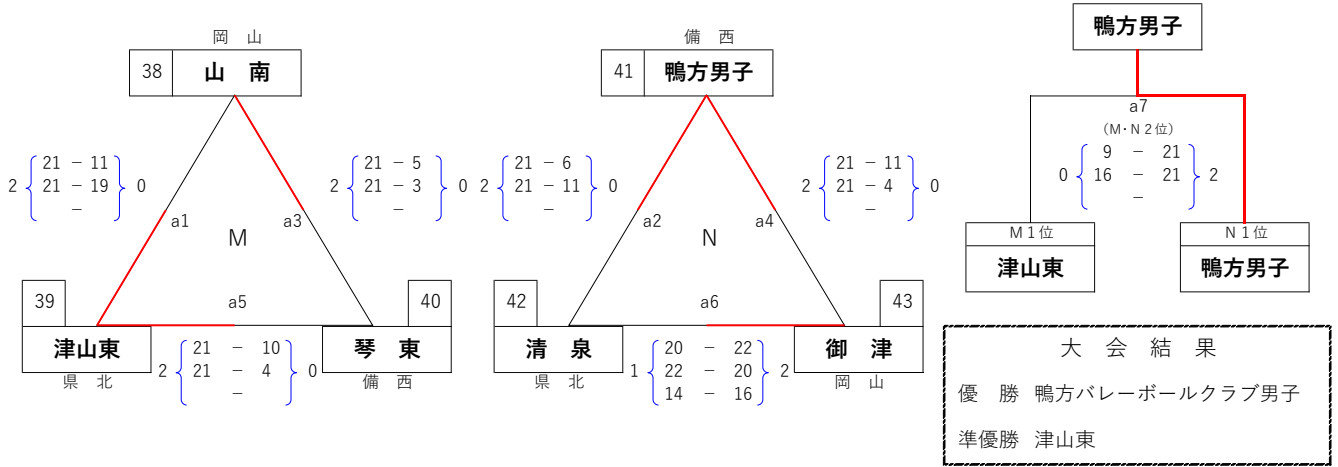 岡 山
38 山 南
2 21 - 11 0
21 - 19
-
2 21 - 5 0
21 - 3
-
a1
a3
M
39
40
a5
津山東
琴 東
県 北
備 西
2 21 - 10 0
21 - 4
-
備 西
41 鴨方男子
2 21 - 6 0
21 - 11
-
2 21 - 11 0
21 - 4
-
a2
a4
N
42
43
a6
清 泉
御 津
県 北
岡 山
1 20 - 22 2
22 - 20
14 - 16
鴨方男子
a7
(M・N2位)
0 9 - 21 2
16 - 21
-
M1位
津山東
N1位
鴨方男子
大 会 結 果
優 勝 鴨方バレーボールクラブ男子
準優勝 津山東